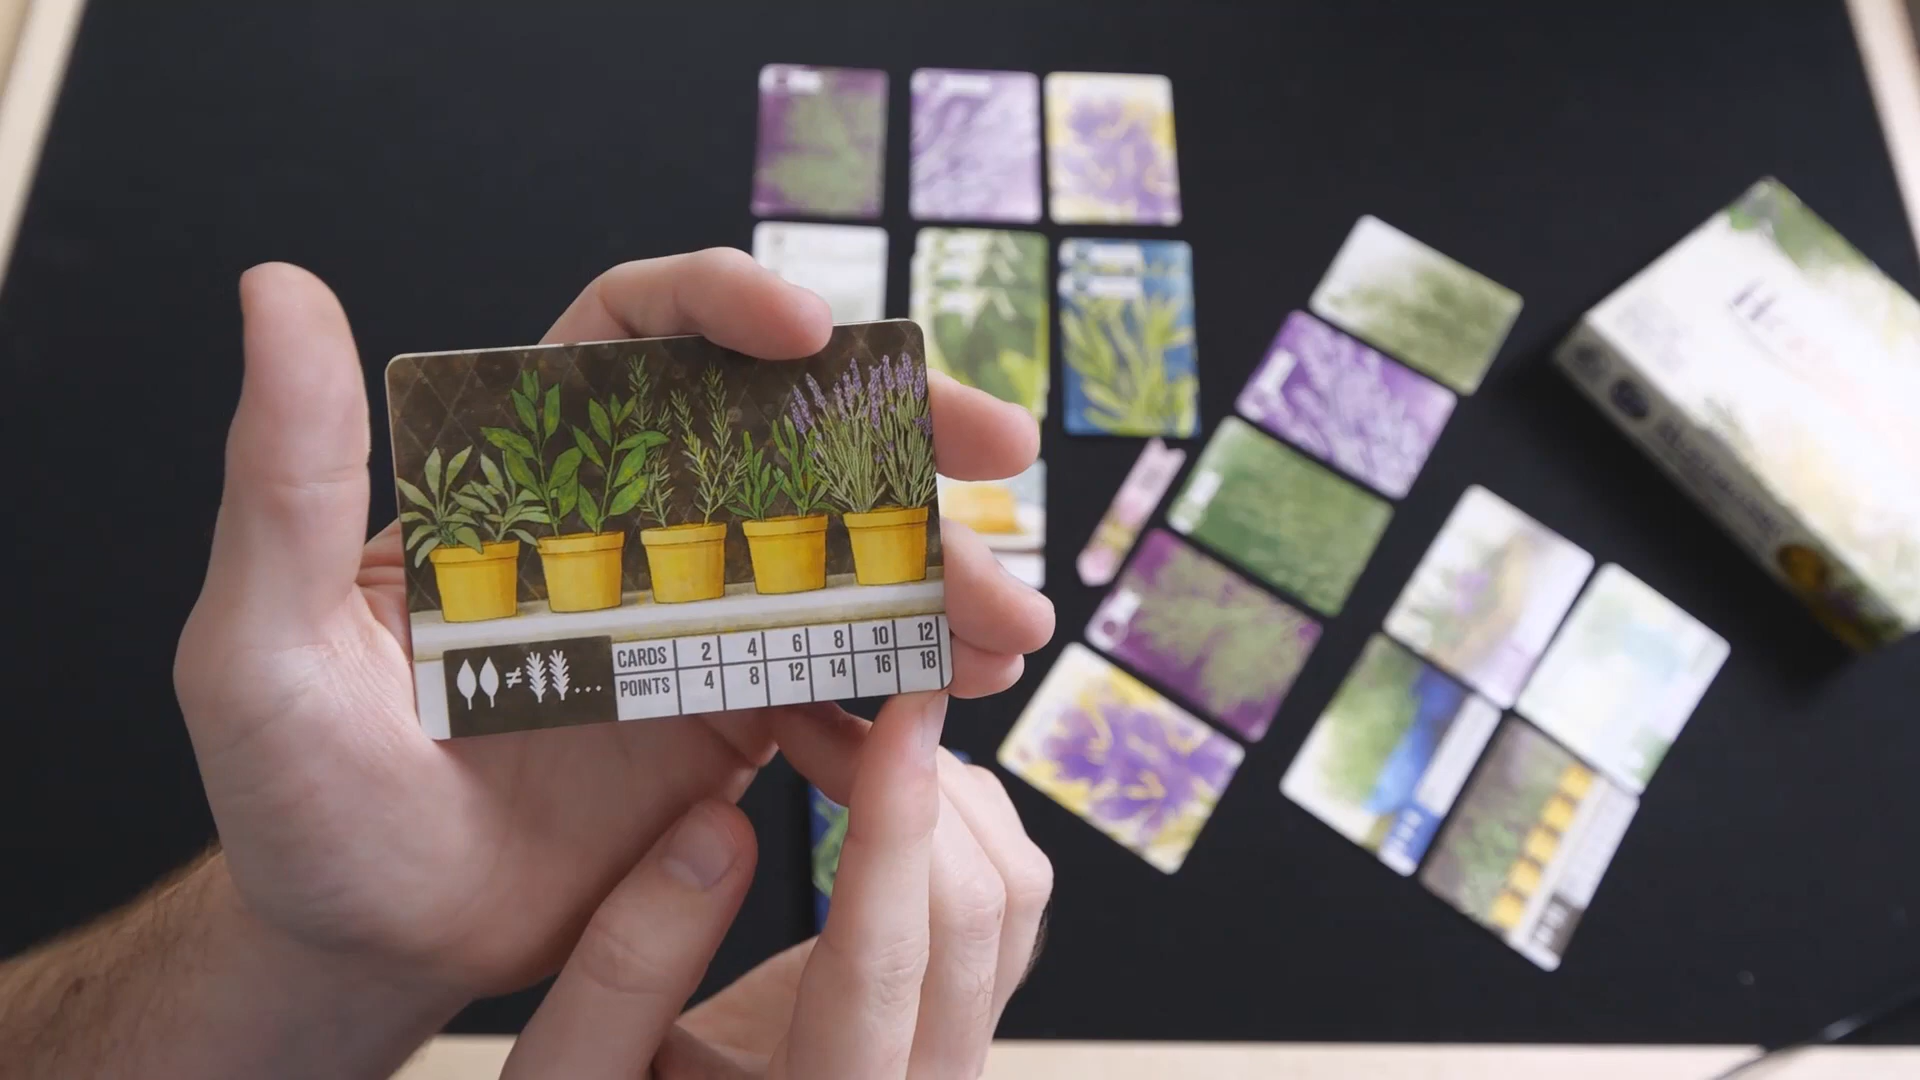 ≠ ... CARDS 2 4 6 8 10 12
POINTS 4 8 12 14 16 18